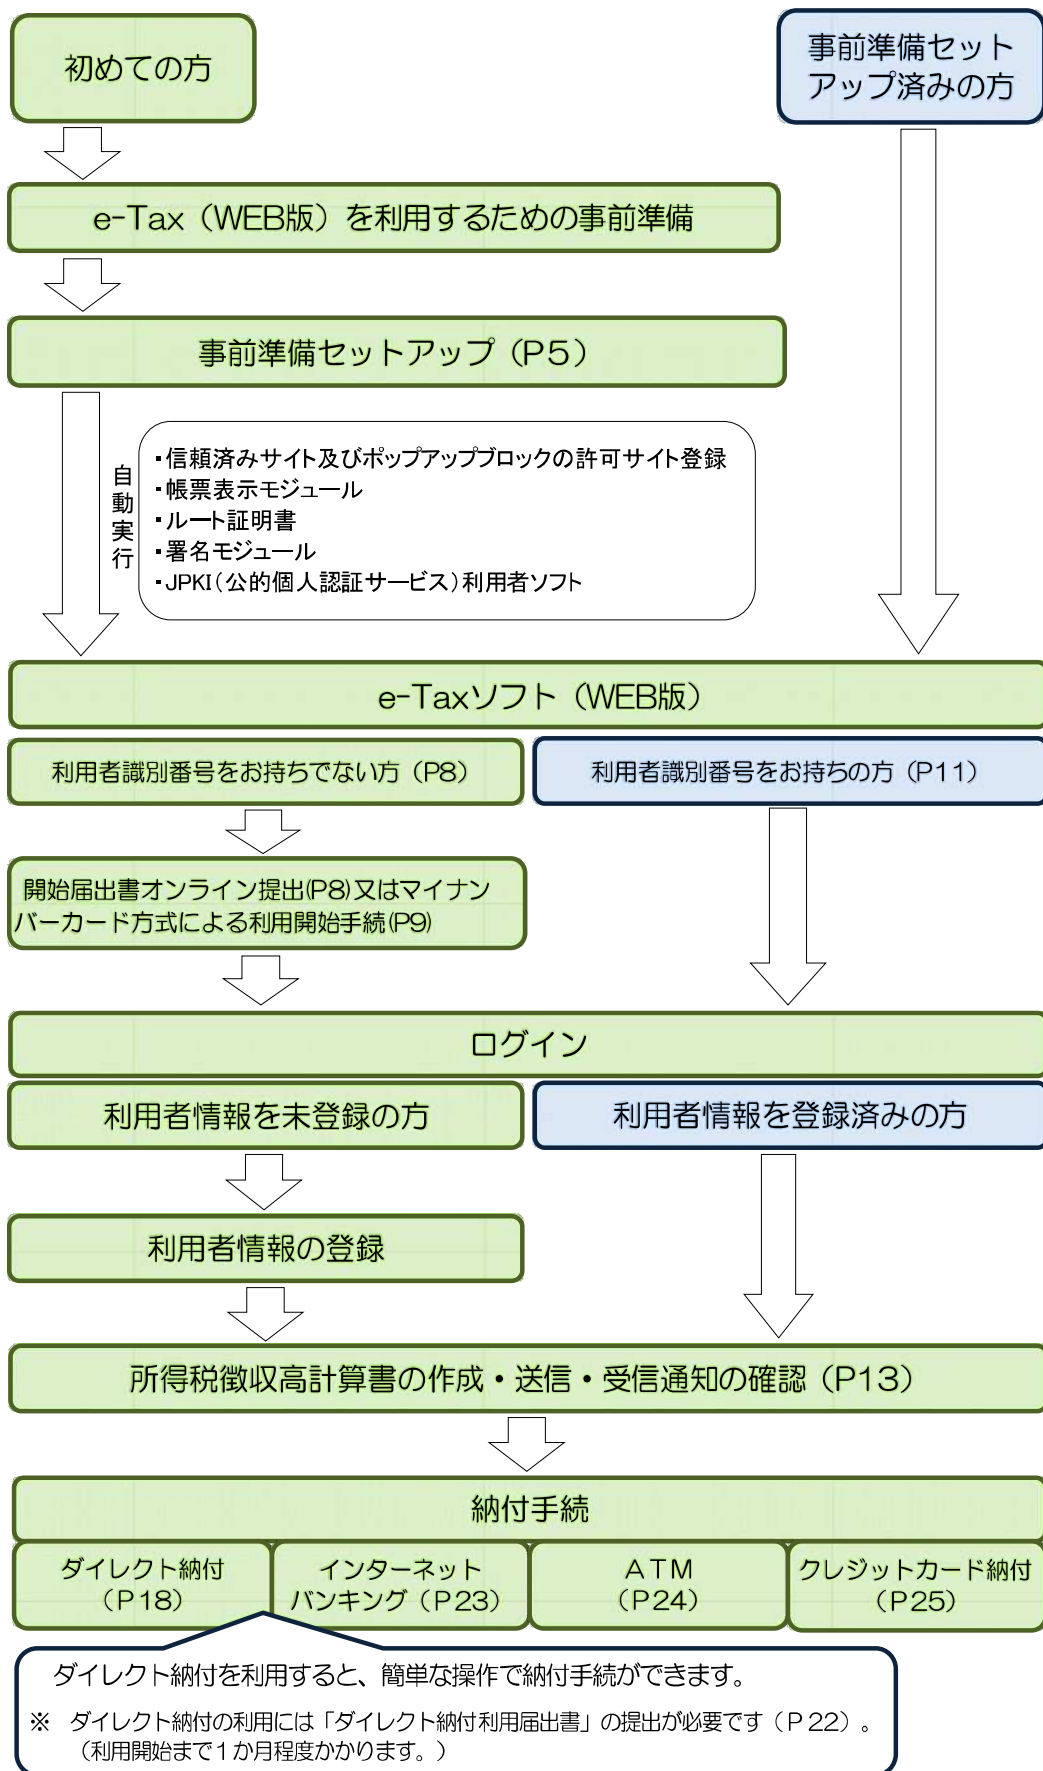 初めての方
事前準備セット
アップ済みの方
e-Tax（WEB版）を利用するための事前準備
事前準備セットアップ（P5）
自動実行
・信頼済みサイト及びポップアップブロックの許可サイト登録
・帳票表示モジュール
・ルート証明書
・署名モジュール
・JPKI（公的個人認証サービス）利用者ソフト
e-Taxソフト（WEB版）
利用者識別番号をお持ちでない方（P8）
利用者識別番号をお持ちの方（P11）
開始届出書オンライン提出(P8)又はマイナン
バーカード方式による利用開始手続(P9)
ログイン
利用者情報を未登録の方
利用者情報を登録済みの方
利用者情報の登録
所得税徴収高計算書の作成・送信・受信通知の確認（P13）
納付手続
ダイレクト納付
（P18）
インターネット
バンキング（P23）
ＡＴＭ
（P24）
クレジットカード納付
（P25）
ダイレクト納付を利用すると、簡単な操作で納付手続ができます。
※　ダイレクト納付の利用には「ダイレクト納付利用届出書」の提出が必要です（Ｐ22）。
（利用開始まで１か月程度かかります。）